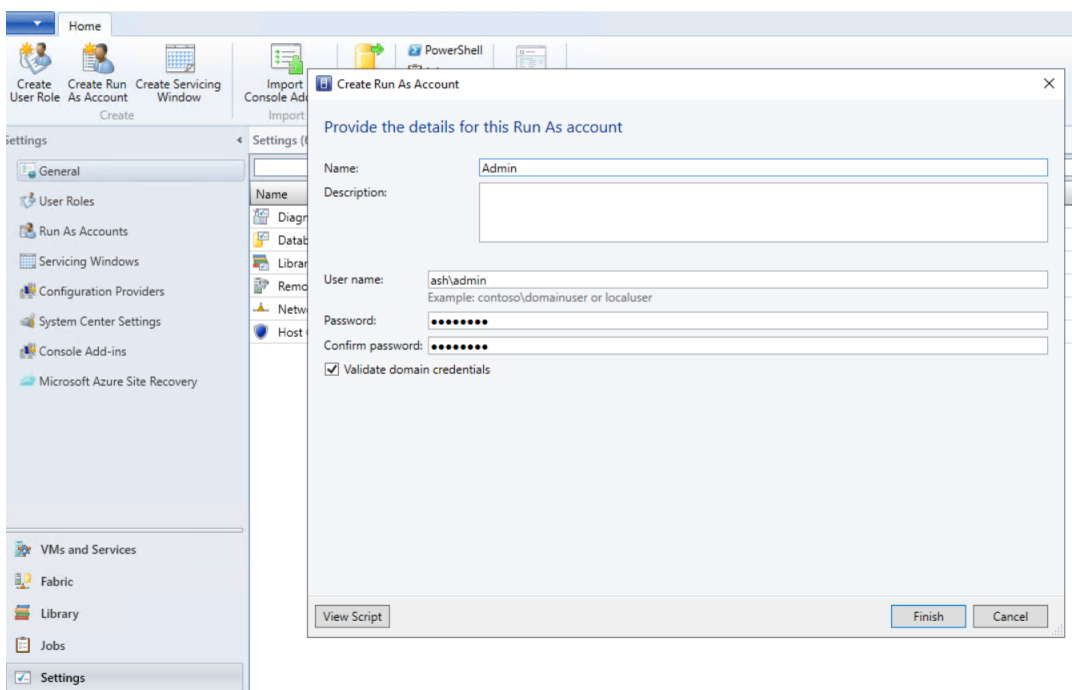 Home
PowerShell
Create User Role
Create Run As Account
Create Servicing Window
Import Console Add
Create
Import
Settings
Settings (
General
User Roles
Run As Accounts
Servicing Windows
Configuration Providers
System Center Settings
Console Add-ins
Microsoft Azure Site Recovery
Name
Diagn
Datab
Librar
Remo
Netwo
Host
VMs and Services
Fabric
Library
Jobs
Settings
Create Run As Account
Provide the details for this Run As account
Name:
Admin
Description:
User name:
ash\admin
Example: contoso\domainuser or localuser
Password:
●●●●●●●●
Confirm password:
●●●●●●●●
Validate domain credentials
View Script
Finish
Cancel